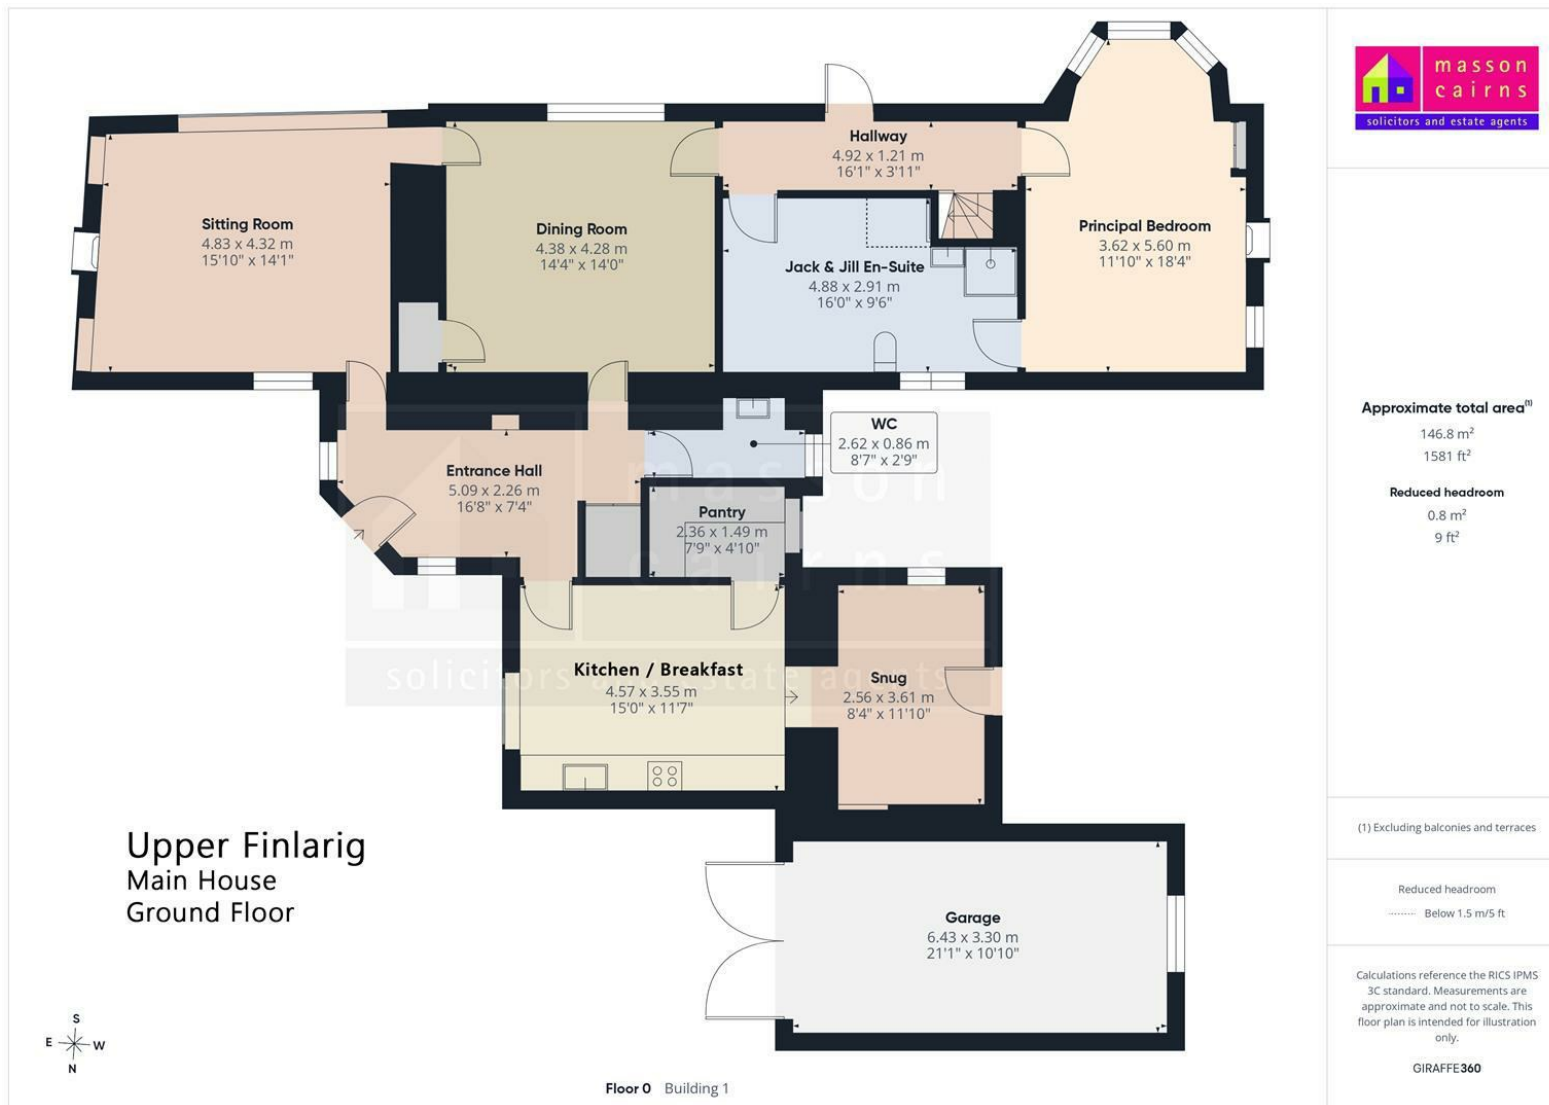 masson
cairns
solicitors and estate agents
Sitting Room
4.83 x 4.32 m
15'10" x 14'1"
Dining Room
4.38 x 4.28 m
14'4" x 14'0"
Hallway
4.92 x 1.21 m
16'1" x 3'11"
Jack & Jill En-Suite
4.88 x 2.91 m
16'0" x 9'6"
Principal Bedroom
3.62 x 5.60 m
11'10" x 18'4"
WC
2.62 x 0.86 m
8'7" x 2'9"
Entrance Hall
5.09 x 2.26 m
16'8" x 7'4"
Pantry
2.36 x 1.49 m
7'9" x 4'10"
masson
cairns
solicitors and estate agents
Kitchen / Breakfast
4.57 x 3.55 m
15'0" x 11'7"
Snug
2.56 x 3.61 m
8'4" x 11'10"
Garage
6.43 x 3.30 m
21'1" x 10'10"
Upper Finlarig
Main House
Ground Floor
S
E W
N
Floor 0 Building 1
Approximate total area(1)
146.8 m²
1581 ft²
Reduced headroom
0.8 m²
9 ft²
(1) Excluding balconies and terraces
Reduced headroom
Below 1.5 m/5 ft
Calculations reference the RICS IPMS
3C standard. Measurements are
approximate and not to scale. This
floor plan is intended for illustration
only.
GIRAFFE360